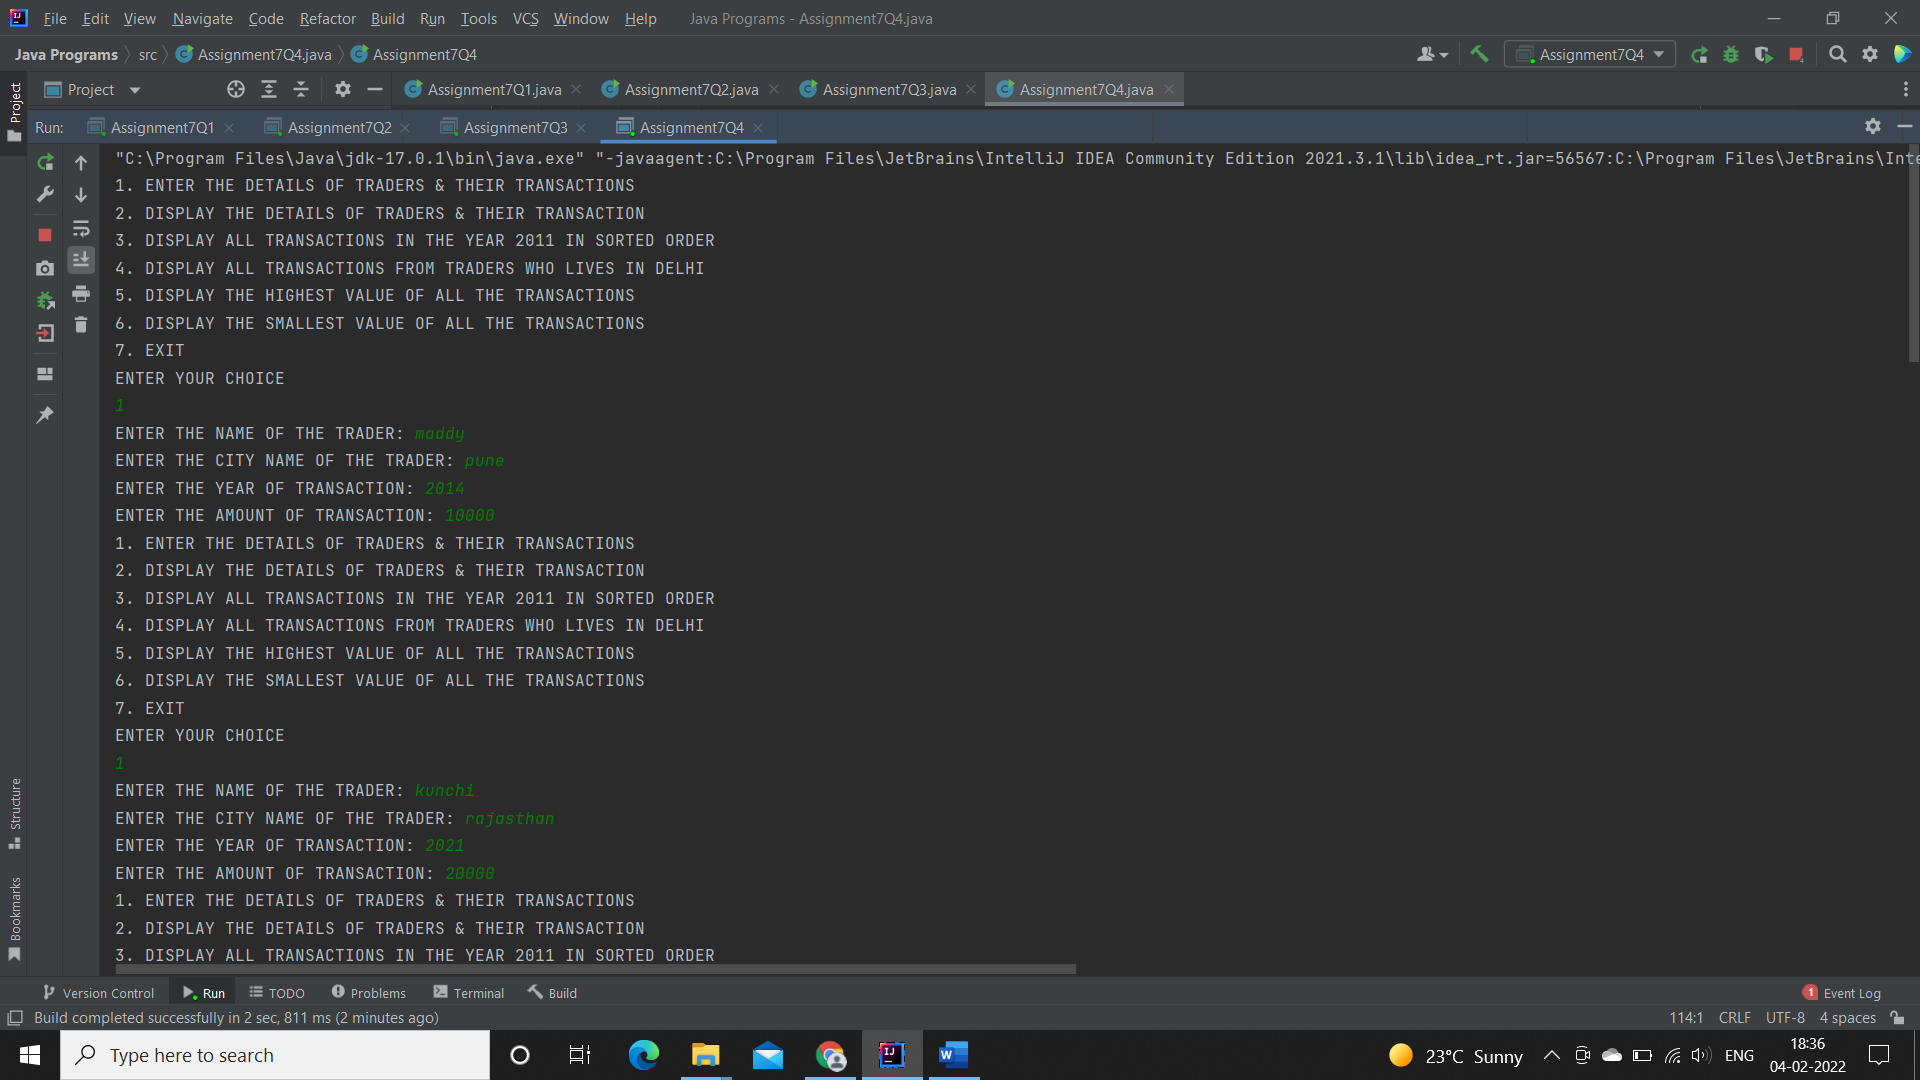 File Edit View Navigate Code Refactor Build Run Tools VCS Window Help Java Programs - Assignment7Q4.java
Java Programs src Assignment7Q4.java Assignment7Q4 Assignment7Q4
Project Project Assignment7Q1.java Assignment7Q2.java Assignment7Q3.java Assignment7Q4.java
Run: Assignment7Q1 Assignment7Q2 Assignment7Q3 Assignment7Q4
"C:\Program Files\Java\jdk-17.0.1\bin\java.exe" "-javaagent:C:\Program Files\JetBrains\IntelliJ IDEA Community Edition 2021.3.1\lib\idea_rt.jar=56567:C:\Program Files\JetBrains\Inte
1. ENTER THE DETAILS OF TRADERS & THEIR TRANSACTIONS
2. DISPLAY THE DETAILS OF TRADERS & THEIR TRANSACTION
3. DISPLAY ALL TRANSACTIONS IN THE YEAR 2011 IN SORTED ORDER
4. DISPLAY ALL TRANSACTIONS FROM TRADERS WHO LIVES IN DELHI
5. DISPLAY THE HIGHEST VALUE OF ALL THE TRANSACTIONS
6. DISPLAY THE SMALLEST VALUE OF ALL THE TRANSACTIONS
7. EXIT
ENTER YOUR CHOICE
1
ENTER THE NAME OF THE TRADER: maddy
ENTER THE CITY NAME OF THE TRADER: pune
ENTER THE YEAR OF TRANSACTION: 2014
ENTER THE AMOUNT OF TRANSACTION: 10000
1. ENTER THE DETAILS OF TRADERS & THEIR TRANSACTIONS
2. DISPLAY THE DETAILS OF TRADERS & THEIR TRANSACTION
3. DISPLAY ALL TRANSACTIONS IN THE YEAR 2011 IN SORTED ORDER
4. DISPLAY ALL TRANSACTIONS FROM TRADERS WHO LIVES IN DELHI
5. DISPLAY THE HIGHEST VALUE OF ALL THE TRANSACTIONS
6. DISPLAY THE SMALLEST VALUE OF ALL THE TRANSACTIONS
7. EXIT
ENTER YOUR CHOICE
1
ENTER THE NAME OF THE TRADER: kunchi
ENTER THE CITY NAME OF THE TRADER: rajasthan
ENTER THE YEAR OF TRANSACTION: 2021
ENTER THE AMOUNT OF TRANSACTION: 20000
1. ENTER THE DETAILS OF TRADERS & THEIR TRANSACTIONS
2. DISPLAY THE DETAILS OF TRADERS & THEIR TRANSACTION
3. DISPLAY ALL TRANSACTIONS IN THE YEAR 2011 IN SORTED ORDER
Structure
Bookmarks
Version Control Run TODO Problems Terminal Build 1 Event Log
Build completed successfully in 2 sec, 811 ms (2 minutes ago) 114:1 CRLF UTF-8 4 spaces
Type here to search 23°C Sunny ENG 18:36
04-02-2022